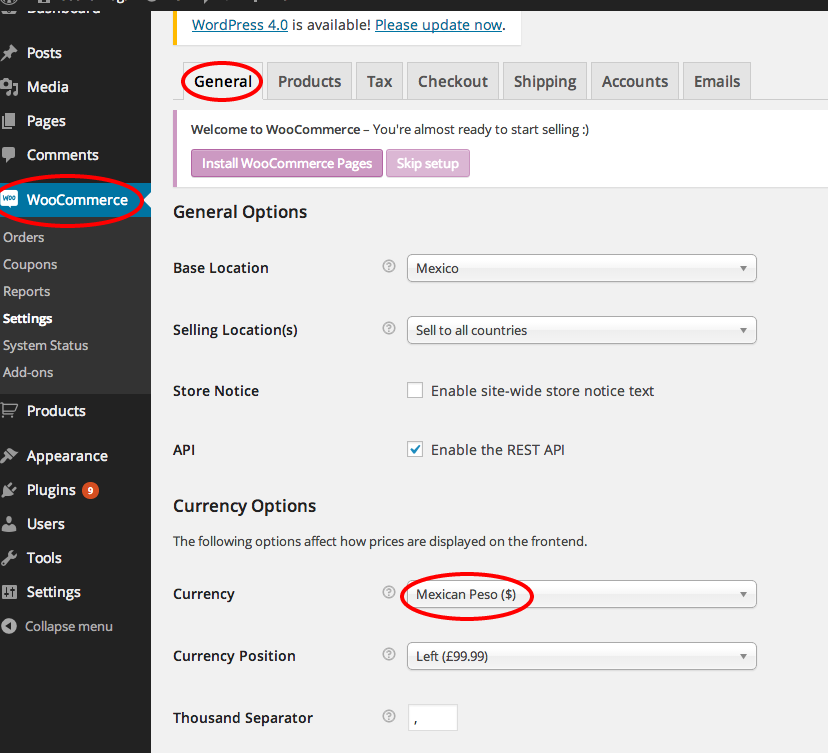 WordPress 4.0 is available! Please update now.
Posts
Media
Pages
Comments
WooCommerce
Orders
Coupons
Reports
Settings
System Status
Add-ons
Products
Appearance
Plugins 9
Users
Tools
Settings
Collapse menu
General Products Tax Checkout Shipping Accounts Emails
Welcome to WooCommerce – You're almost ready to start selling :)
Install WooCommerce Pages Skip setup
General Options
Base Location ? Mexico
Selling Location(s) ? Sell to all countries
Store Notice Enable site-wide store notice text
API Enable the REST API
Currency Options
The following options affect how prices are displayed on the frontend.
Currency ? Mexican Peso ($)
Currency Position ? Left (£99.99)
Thousand Separator ? ,